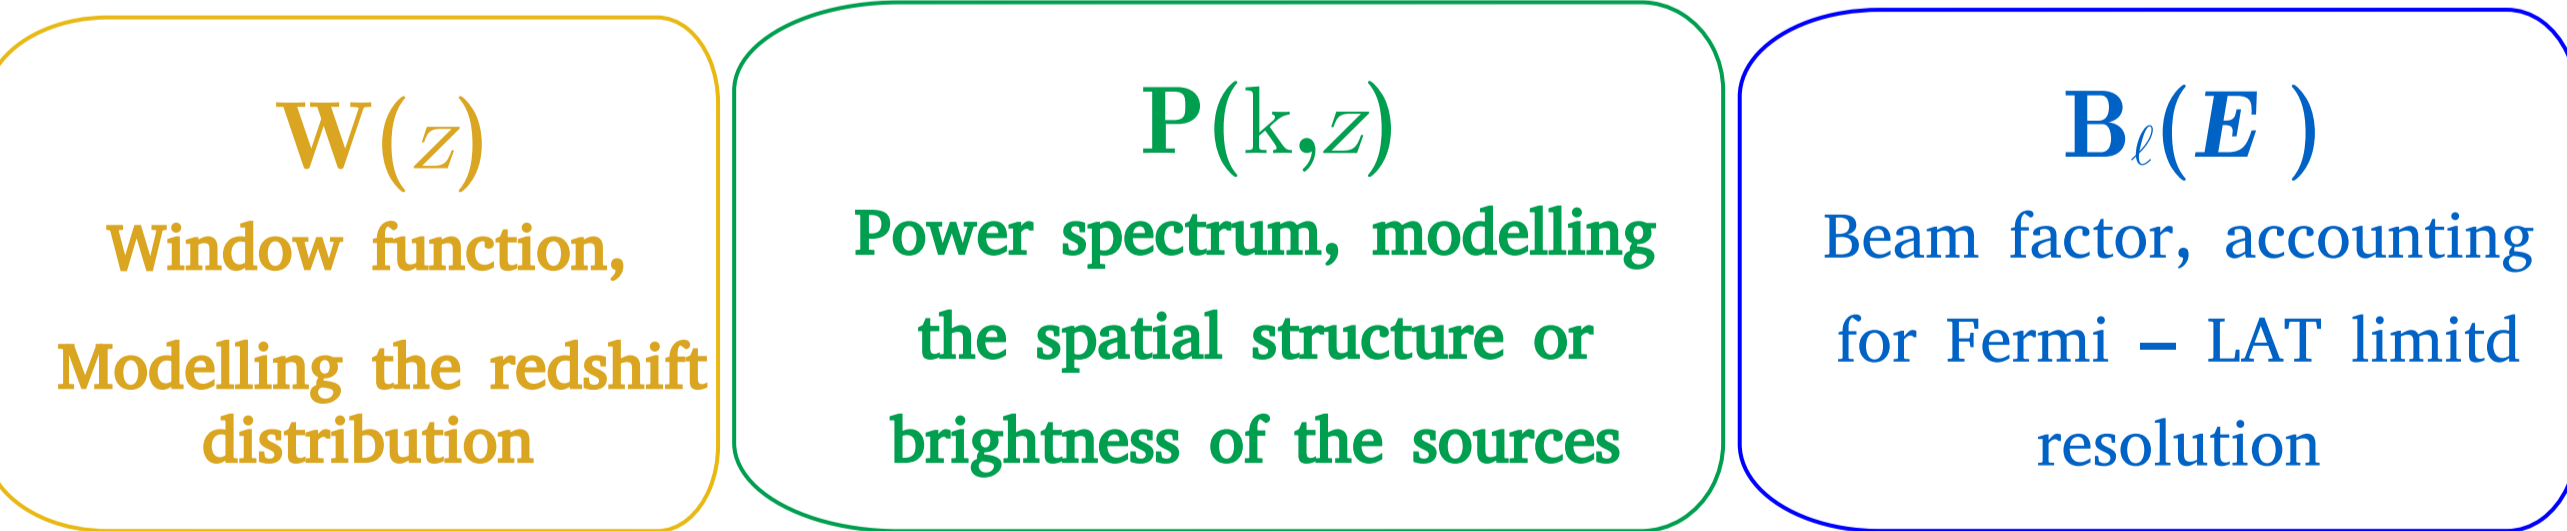 W(z)
Window function,
Modelling the redshift
distribution
P(k,z)
Power spectrum, modelling
the spatial structure or
brightness of the sources
Bℓ(E )
Beam factor, accounting
for Fermi – LAT limitd
resolution